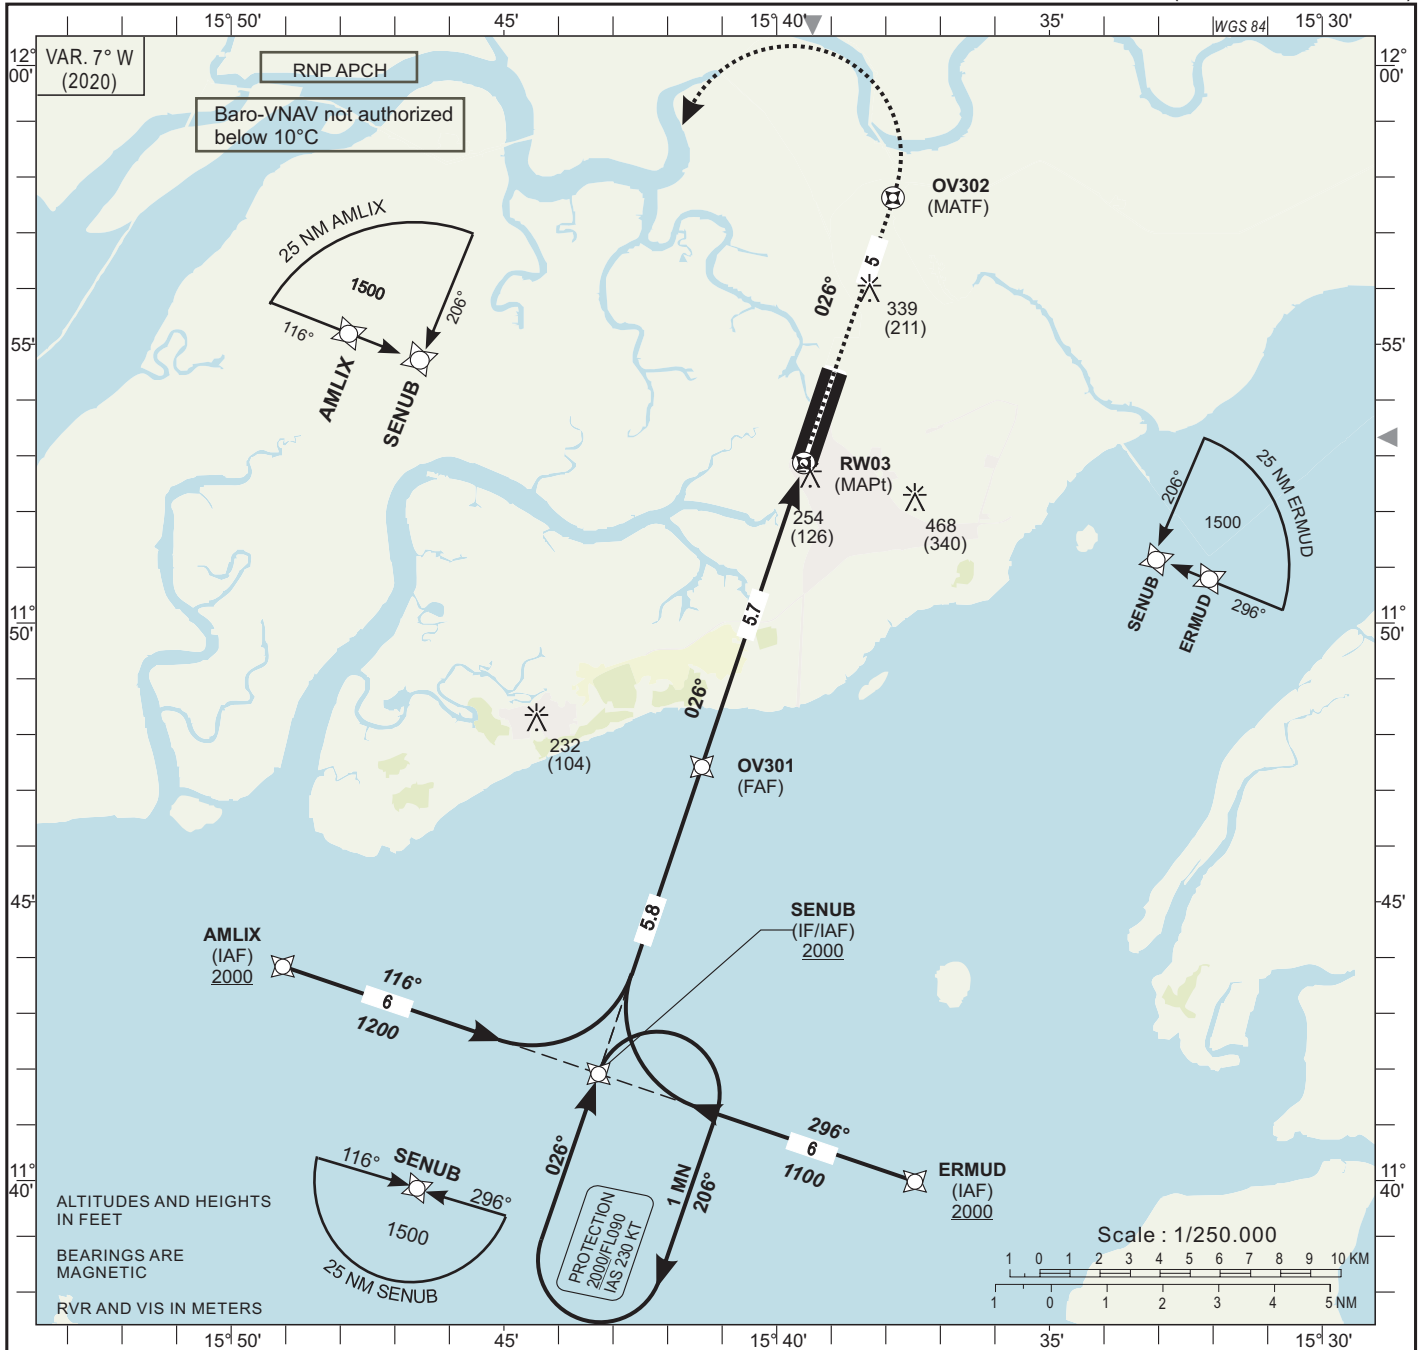 15° 50'
45'
15° 40'
35'
15° 30'
WGS 84
12°
00'
VAR. 7° W
(2020)
RNP APCH
Baro-VNAV not authorized
below 10°C
12°
00'
OV302
(MATF)
25 NM AMLIX
1500
206°
116°
AMLIX
SENUB
5
026°
339
(211)
55'
55'
RW03
(MAPt)
254
(126)
468
(340)
25 NM ERMUD
206°
1500
SENUB
ERMUD
296°
11°
50'
11°
50'
5.7
026°
232
(104)
OV301
(FAF)
45'
45'
5.8
SENUB
(IF/IAF)
2000
AMLIX
(IAF)
2000
116°
6
1200
296°
6
1100
ERMUD
(IAF)
2000
026°
1 MN
206°
PROTECTION
2000/FL090
IAS 230 KT
116°
SENUB
296°
1500
25 NM SENUB
11°
40'
11°
40'
ALTITUDES AND HEIGHTS
IN FEET
BEARINGS ARE
MAGNETIC
RVR AND VIS IN METERS
Scale : 1/250.000
1 0 1 2 3 4 5 6 7 8 9 10 KM
1 0 1 2 3 4 5 NM
15° 50'
45'
15° 40'
35'
15° 30'